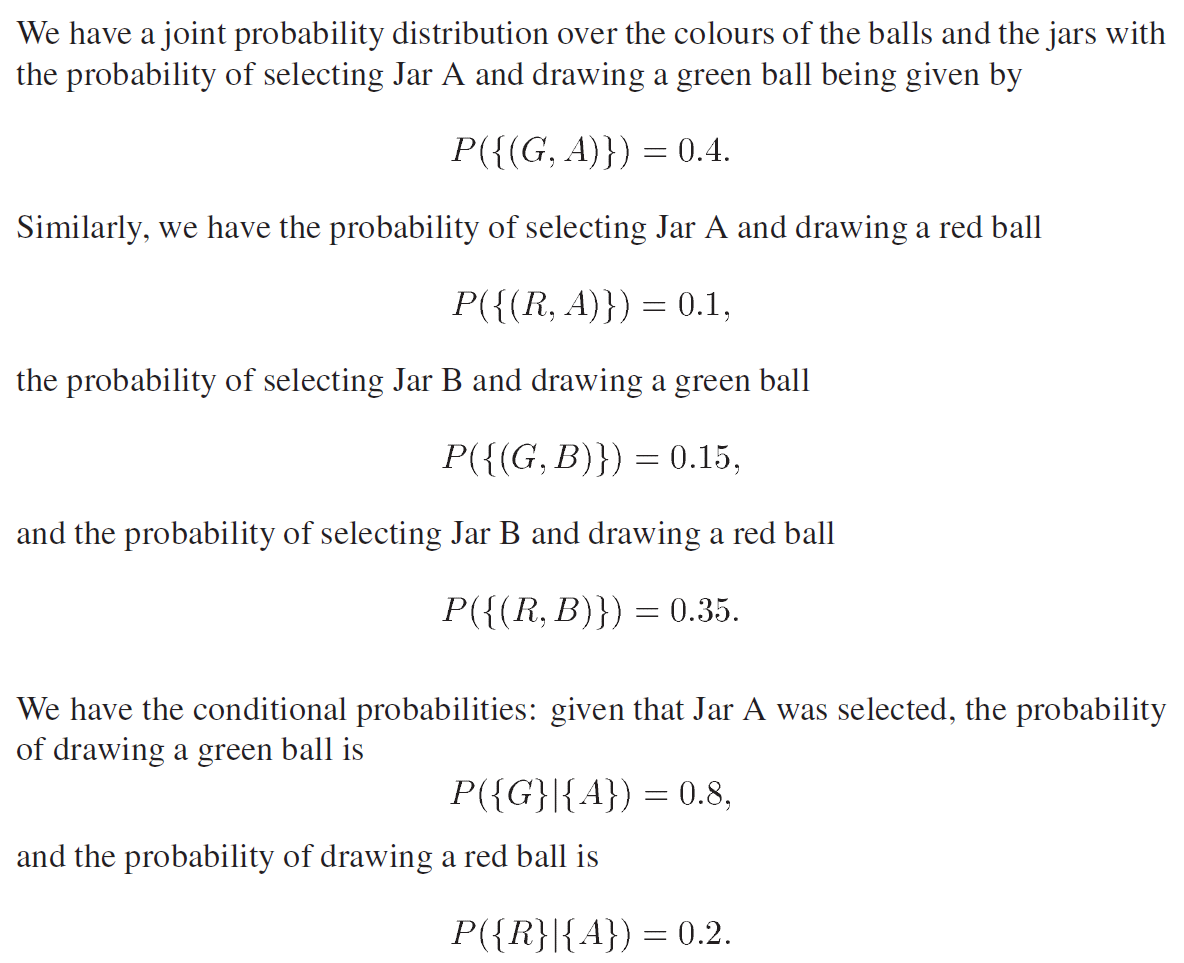 We have a joint probability distribution over the colours of the balls and the jars with
the probability of selecting Jar A and drawing a green ball being given by
P({(G, A)}) = 0.4.
Similarly, we have the probability of selecting Jar A and drawing a red ball
P({(R, A)}) = 0.1,
the probability of selecting Jar B and drawing a green ball
P({(G, B)}) = 0.15,
and the probability of selecting Jar B and drawing a red ball
P({(R, B)}) = 0.35.
We have the conditional probabilities: given that Jar A was selected, the probability
of drawing a green ball is
P({G}|{A}) = 0.8,
and the probability of drawing a red ball is
P({R}|{A}) = 0.2.